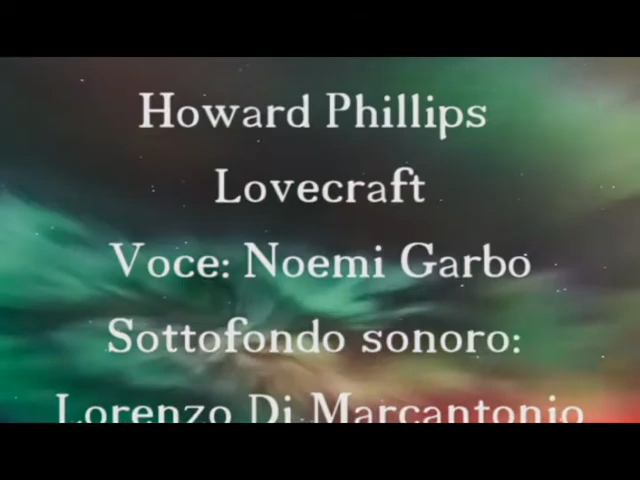 Howard Phillips
Lovecraft
Voce: Noemi Garbo
Sottofondo sonoro:
Lorenzo Di Marcantonio